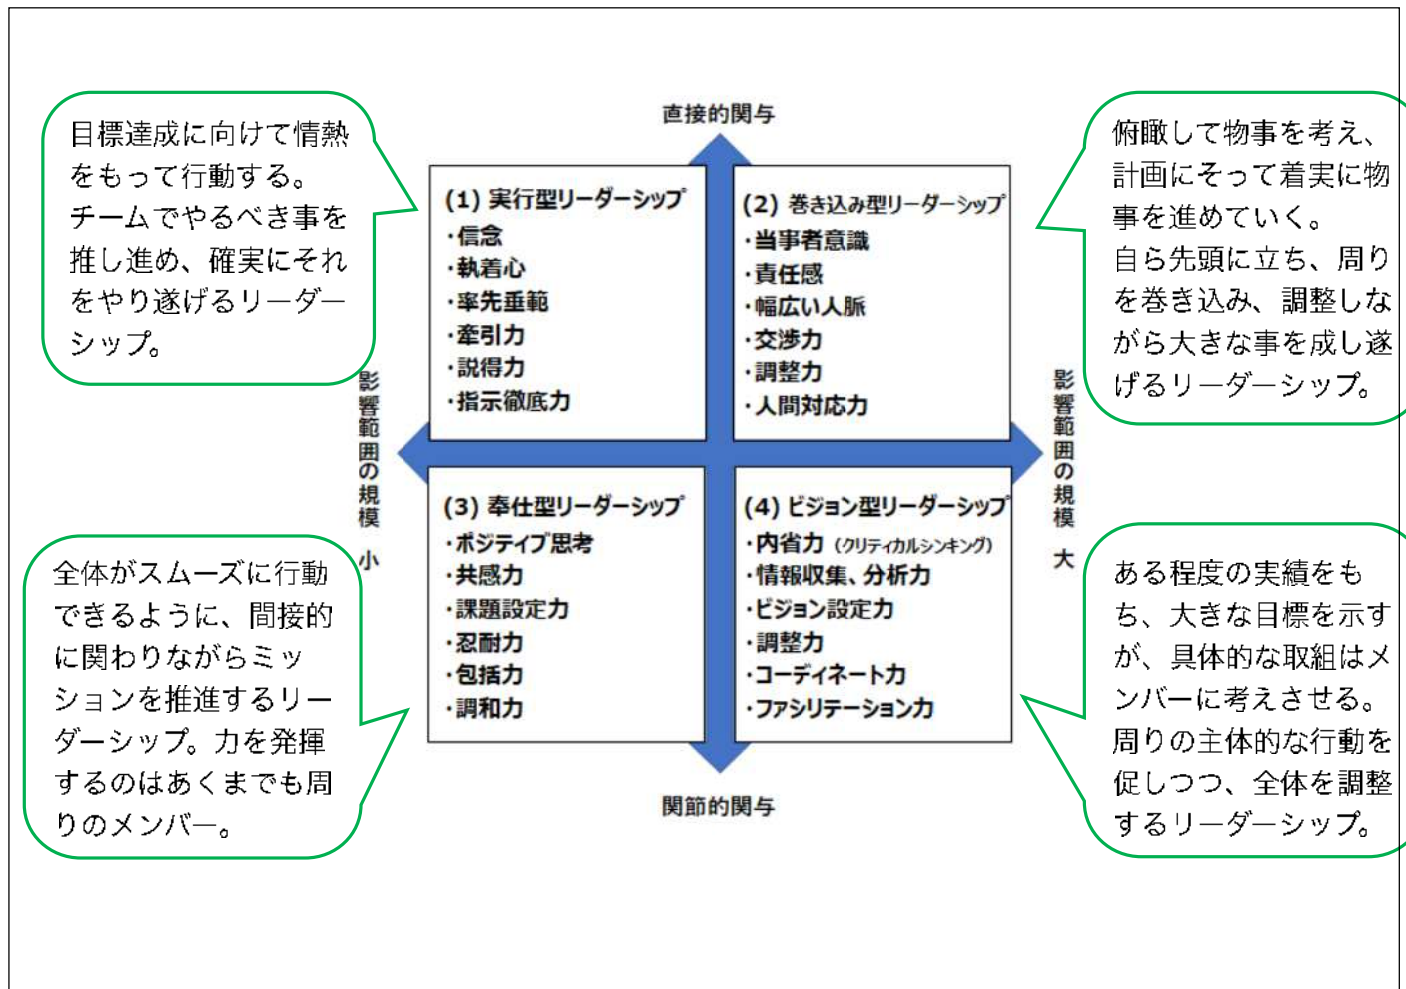 直接的関与
目標達成に向けて情熱
をもって行動する。
チームでやるべき事を
推し進め、確実にそれ
をやり遂げるリーダー
シップ。
(1) 実行型リーダーシップ
・信念
・執着心
・率先垂範
・牽引力
・説得力
・指示徹底力
(2) 巻き込み型リーダーシップ
・当事者意識
・責任感
・幅広い人脈
・交渉力
・調整力
・人間対応力
俯瞰して物事を考え、
計画にそって着実に物
事を進めていく。
自ら先頭に立ち、周り
を巻き込み、調整しな
がら大きな事を成し遂
げるリーダーシップ。
影響範囲の規模 小
影響範囲の規模 大
全体がスムーズに行動
できるように、間接的
に関わりながらミッ
ションを推進するリー
ダーシップ。力を発揮
するのはあくまでも周
りのメンバー。
(3) 奉仕型リーダーシップ
・ポジティブ思考
・共感力
・課題設定力
・忍耐力
・包括力
・調和力
(4) ビジョン型リーダーシップ
・内省力（クリティカルシンキング）
・情報収集、分析力
・ビジョン設定力
・調整力
・コーディネート力
・ファシリテーション力
ある程度の実績をも
ち、大きな目標を示す
が、具体的な取組はメ
ンバーに考えさせる。
周りの主体的な行動を
促しつつ、全体を調整
するリーダーシップ。
関節的関与